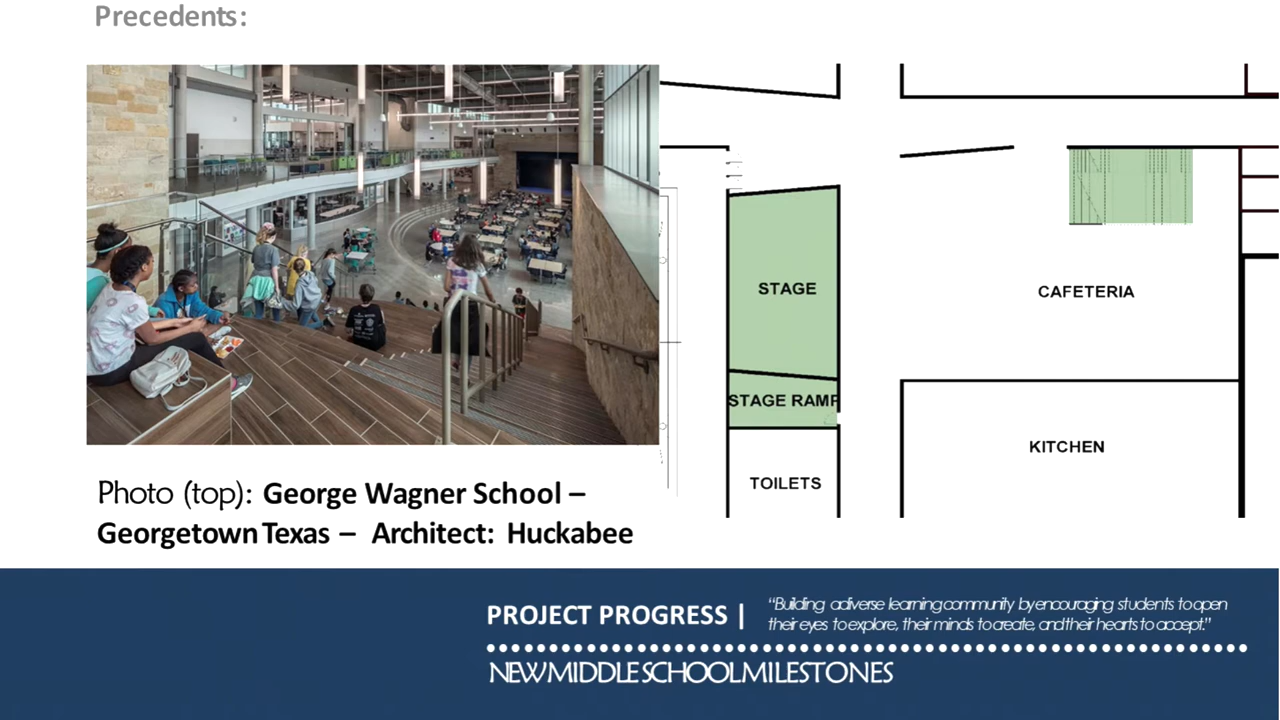 Precedents:
STAGE
STAGE RAMP
TOILETS
CAFETERIA
KITCHEN
Photo (top): George Wagner School –
Georgetown Texas – Architect: Huckabee
PROJECT PROGRESS |
“Building a diverse learning community by encouraging students to open
their eyes to explore, their minds to create, and their hearts to accept.”
NEW MIDDLE SCHOOL MILESTONES